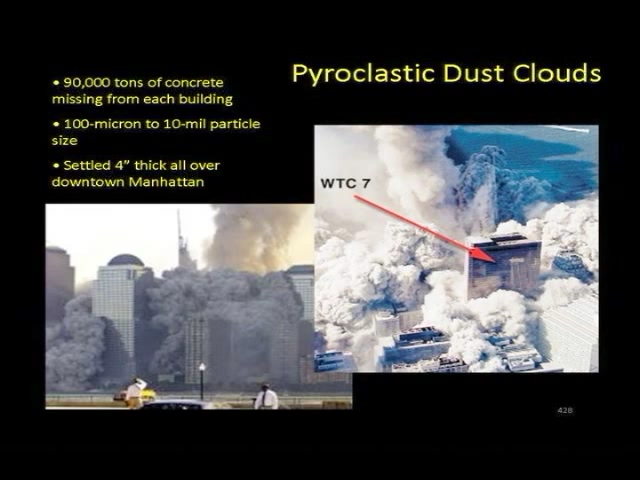 Pyroclastic Dust Clouds
• 90,000 tons of concrete
missing from each building
• 100-micron to 10-mil particle
size
• Settled 4” thick all over
downtown Manhattan
WTC 7
428